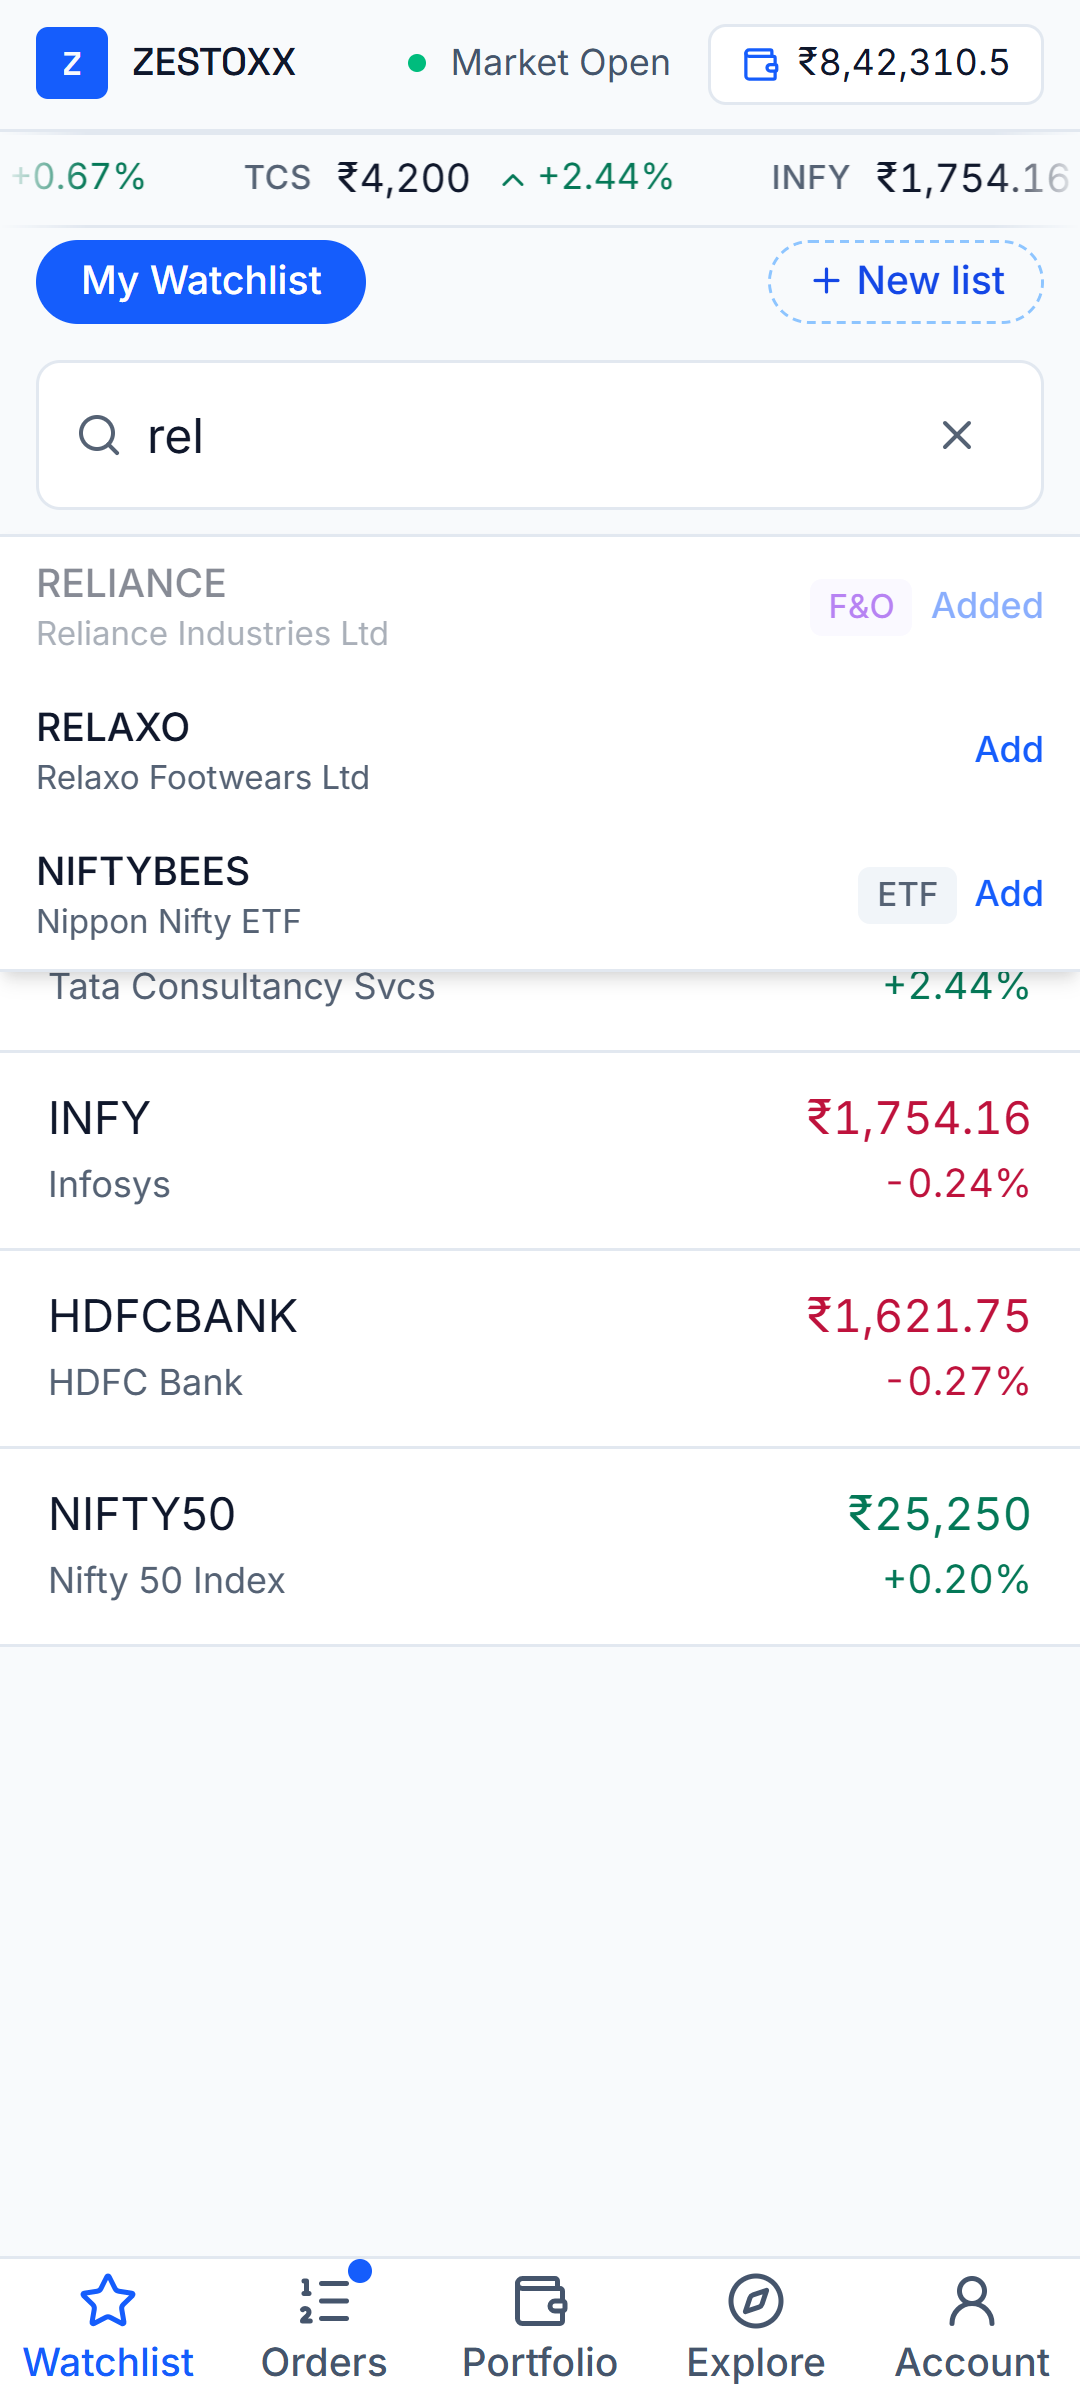 Z ZESTOXX Market Open ₹8,42,310.5
+0.67% TCS ₹4,200 +2.44% INFY ₹1,754.16
My Watchlist + New list
rel
RELIANCE
Reliance Industries Ltd
F&O Added
RELAXO
Relaxo Footwears Ltd
Add
NIFTYBEES
Nippon Nifty ETF
ETF Add
Tata Consultancy Svcs +2.44%
INFY ₹1,754.16
Infosys -0.24%
HDFCBANK ₹1,621.75
HDFC Bank -0.27%
NIFTY50 ₹25,250
Nifty 50 Index +0.20%
Watchlist Orders Portfolio Explore Account